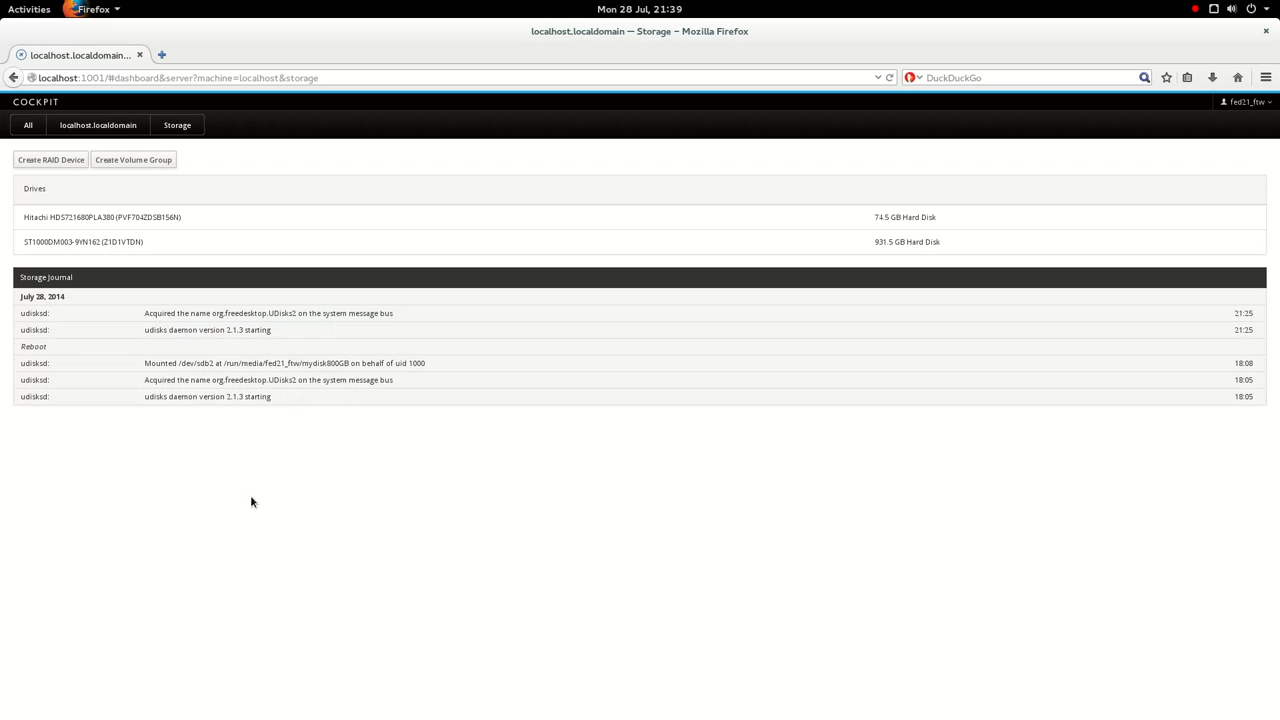 Activities Firefox Mon 28 Jul, 21:39
localhost.localdomain — Storage - Mozilla Firefox
localhost.localdomain...
localhost:1001/#dashboard&server?machine=localhost&storage DuckDuckGo
COCKPIT fed21_ftw
All localhost.localdomain Storage
Create RAID Device Create Volume Group
Drives
Hitachi HDS721680PLA380 (PVF704ZDSB156N) 74.5 GB Hard Disk
ST1000DM003-9YN162 (Z1D1VTDN) 931.5 GB Hard Disk
Storage Journal
July 28, 2014
udisksd: Acquired the name org.freedesktop.UDisks2 on the system message bus 21:25
udisksd: udisks daemon version 2.1.3 starting 21:25
Reboot
udisksd: Mounted /dev/sdb2 at /run/media/fed21_ftw/mydisk800GB on behalf of uid 1000 18:08
udisksd: Acquired the name org.freedesktop.UDisks2 on the system message bus 18:05
udisksd: udisks daemon version 2.1.3 starting 18:05